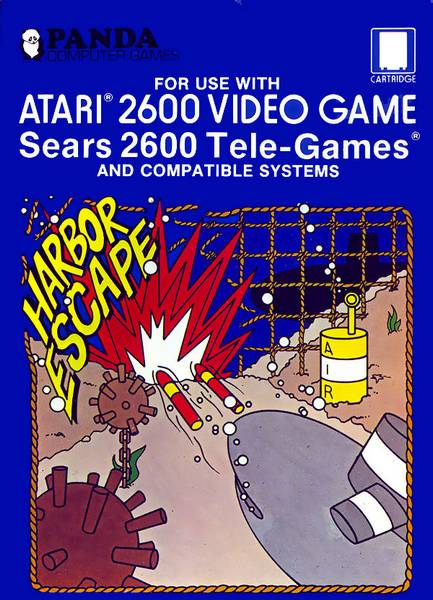 PANDA
COMPUTER GAMES
CARTRIDGE
FOR USE WITH
ATARI® 2600 VIDEO GAME
Sears 2600 Tele-Games®
AND COMPATIBLE SYSTEMS
HARBOR
ESCAPE
AIR